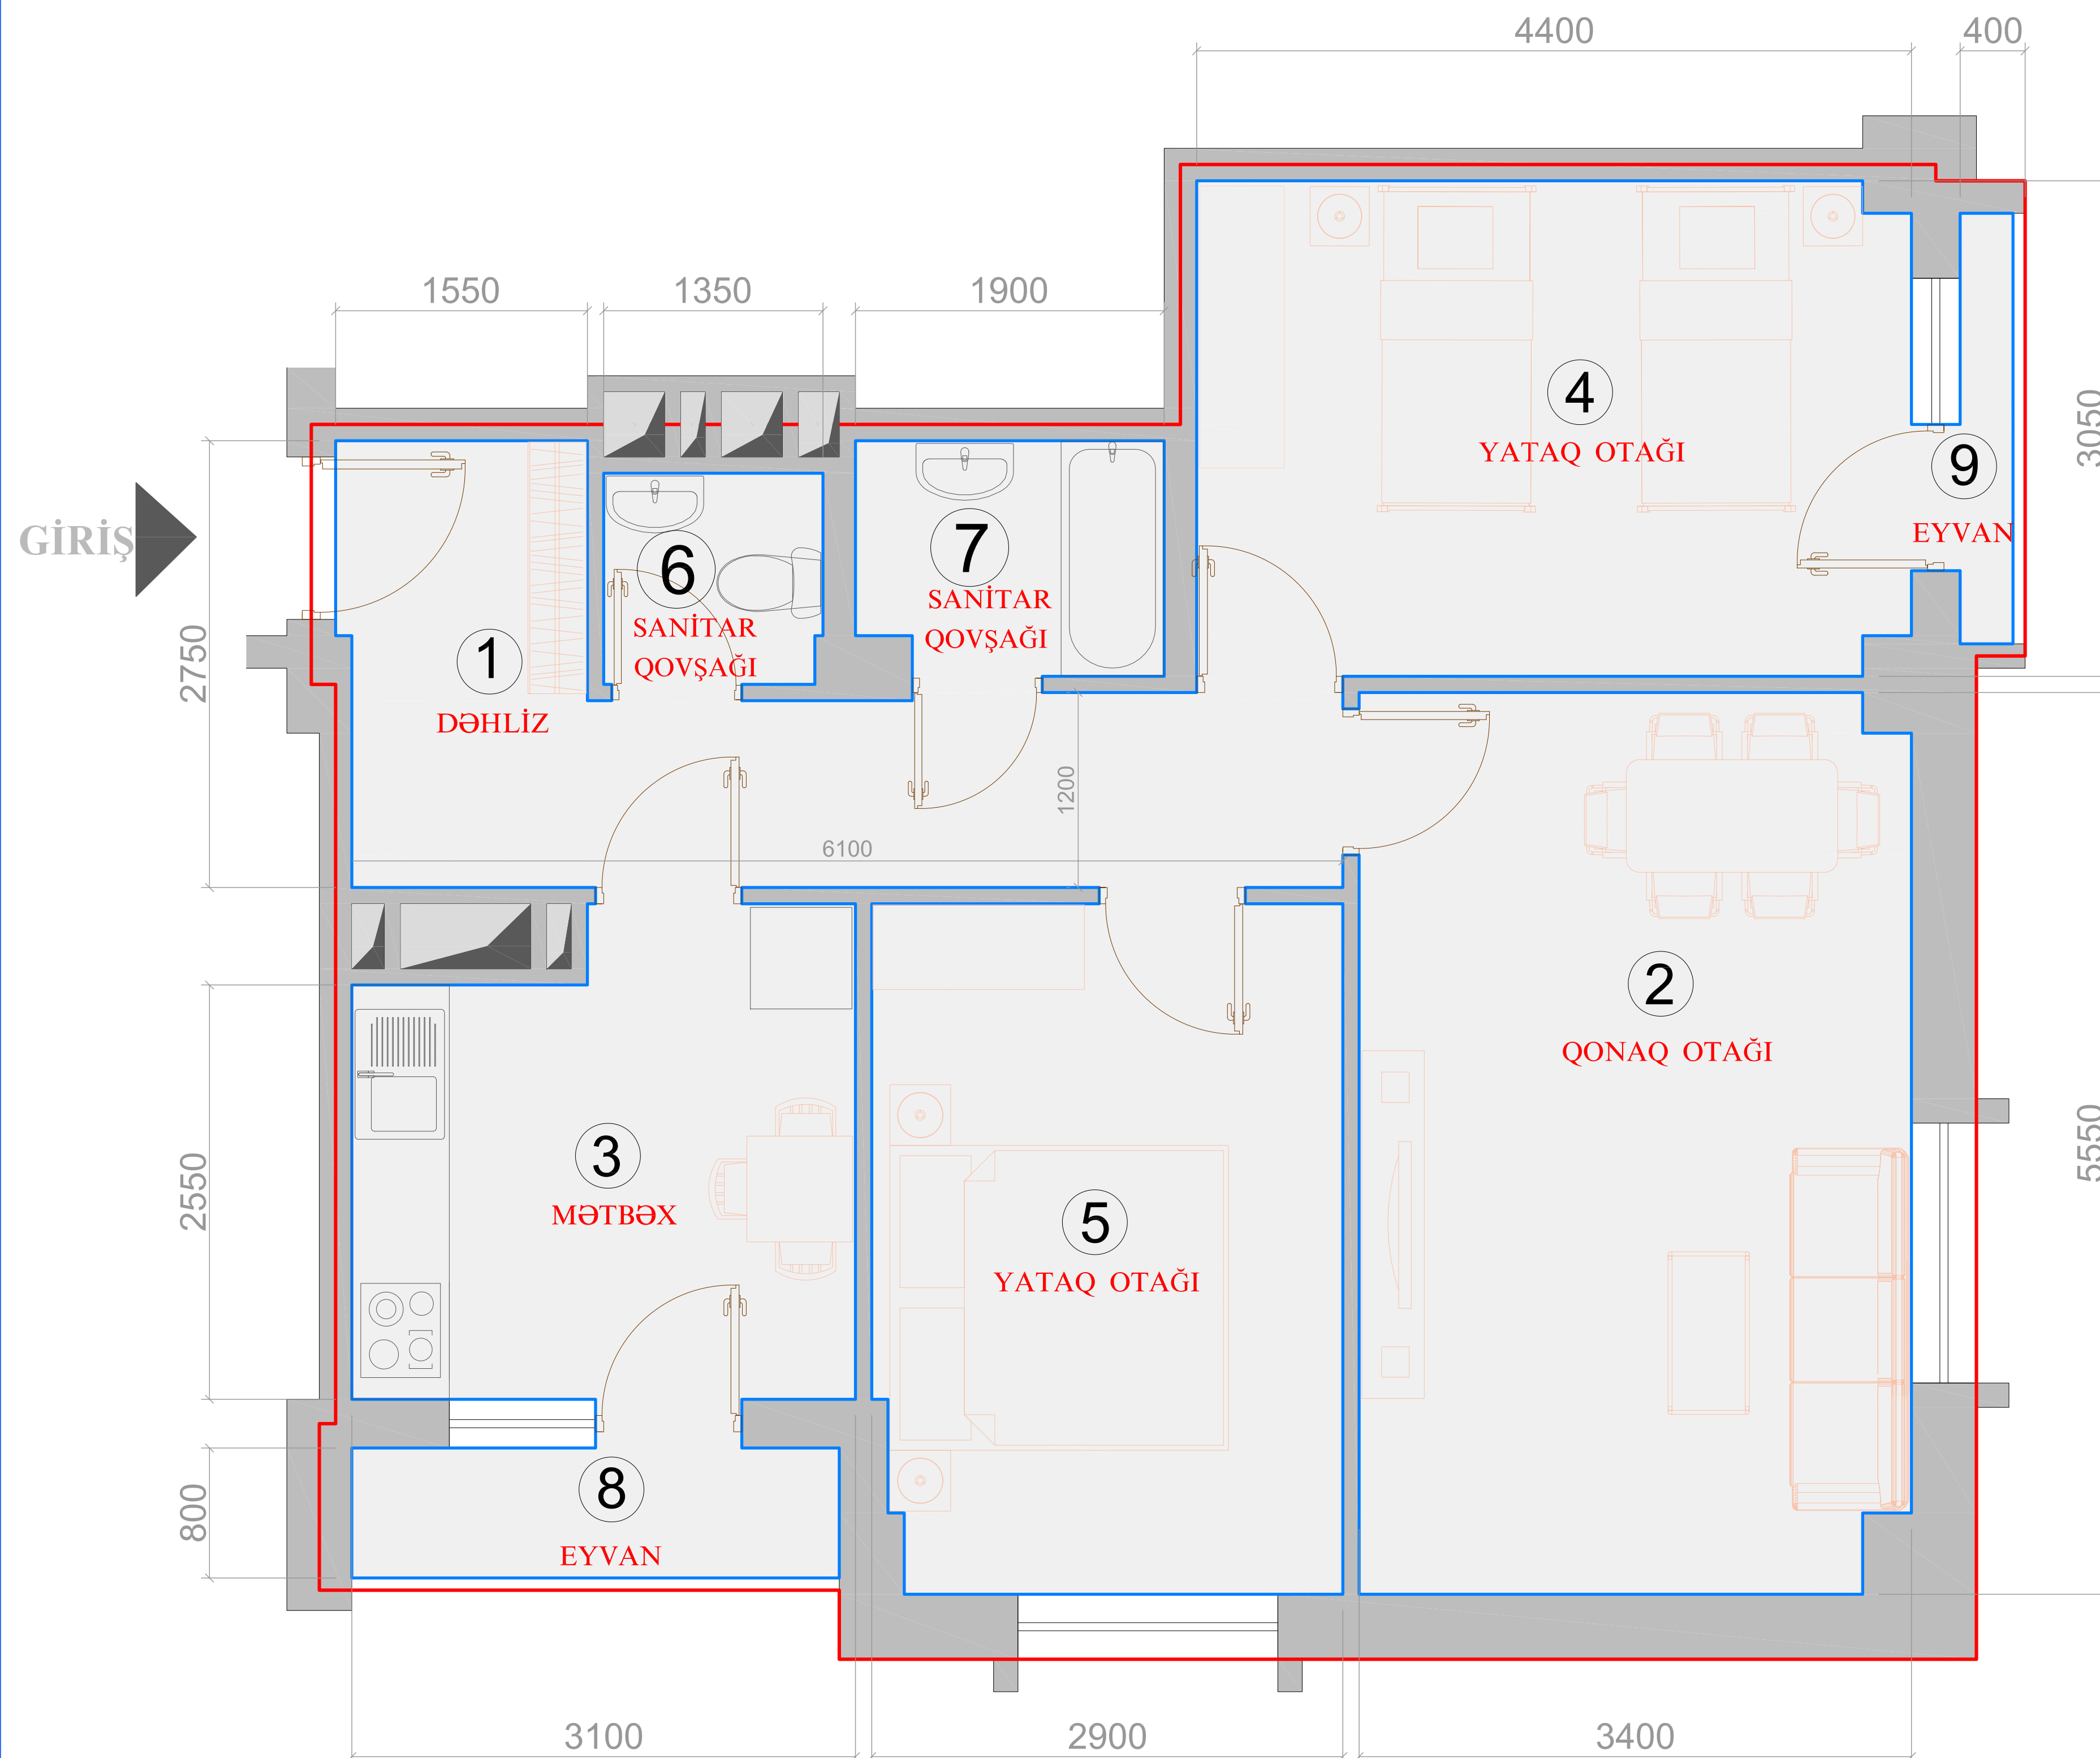 4400
400
1550
1350
1900
4
YATAQ OTAĞI
3050
9
EYVAN
GİRİŞ
7
SANİTAR
QOVŞAĞI
6
SANİTAR
QOVŞAĞI
1
DƏHLİZ
2750
1200
6100
2
QONAQ OTAĞI
3
MƏTBƏX
2550
5
YATAQ OTAĞI
5550
8
EYVAN
800
3100
2900
3400